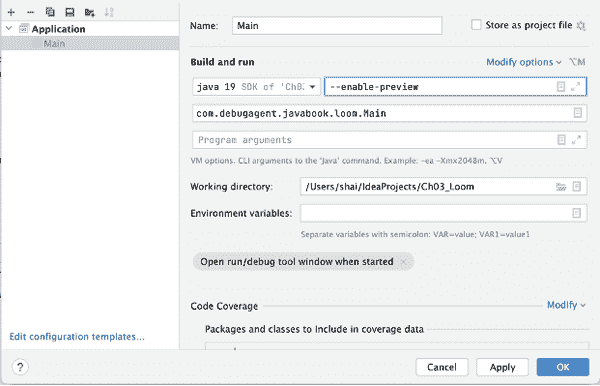 Application
Main
Name: Main
Store as project file
Build and run
Modify options ⌥M
java 19 SDK of 'Ch03
--enable-preview
com.debugagent.javabook.loom.Main
Program arguments
VM options. CLI arguments to the 'Java' command. Example: -ea -Xmx2048m. ⌥V
Working directory: /Users/shai/IdeaProjects/Ch03_Loom
Environment variables:
Separate variables with semicolon: VAR=value; VAR1=value1
Open run/debug tool window when started ×
Code Coverage
Modify
Packages and classes to Include in coverage data
Edit configuration templates...
?
Cancel
Apply
OK